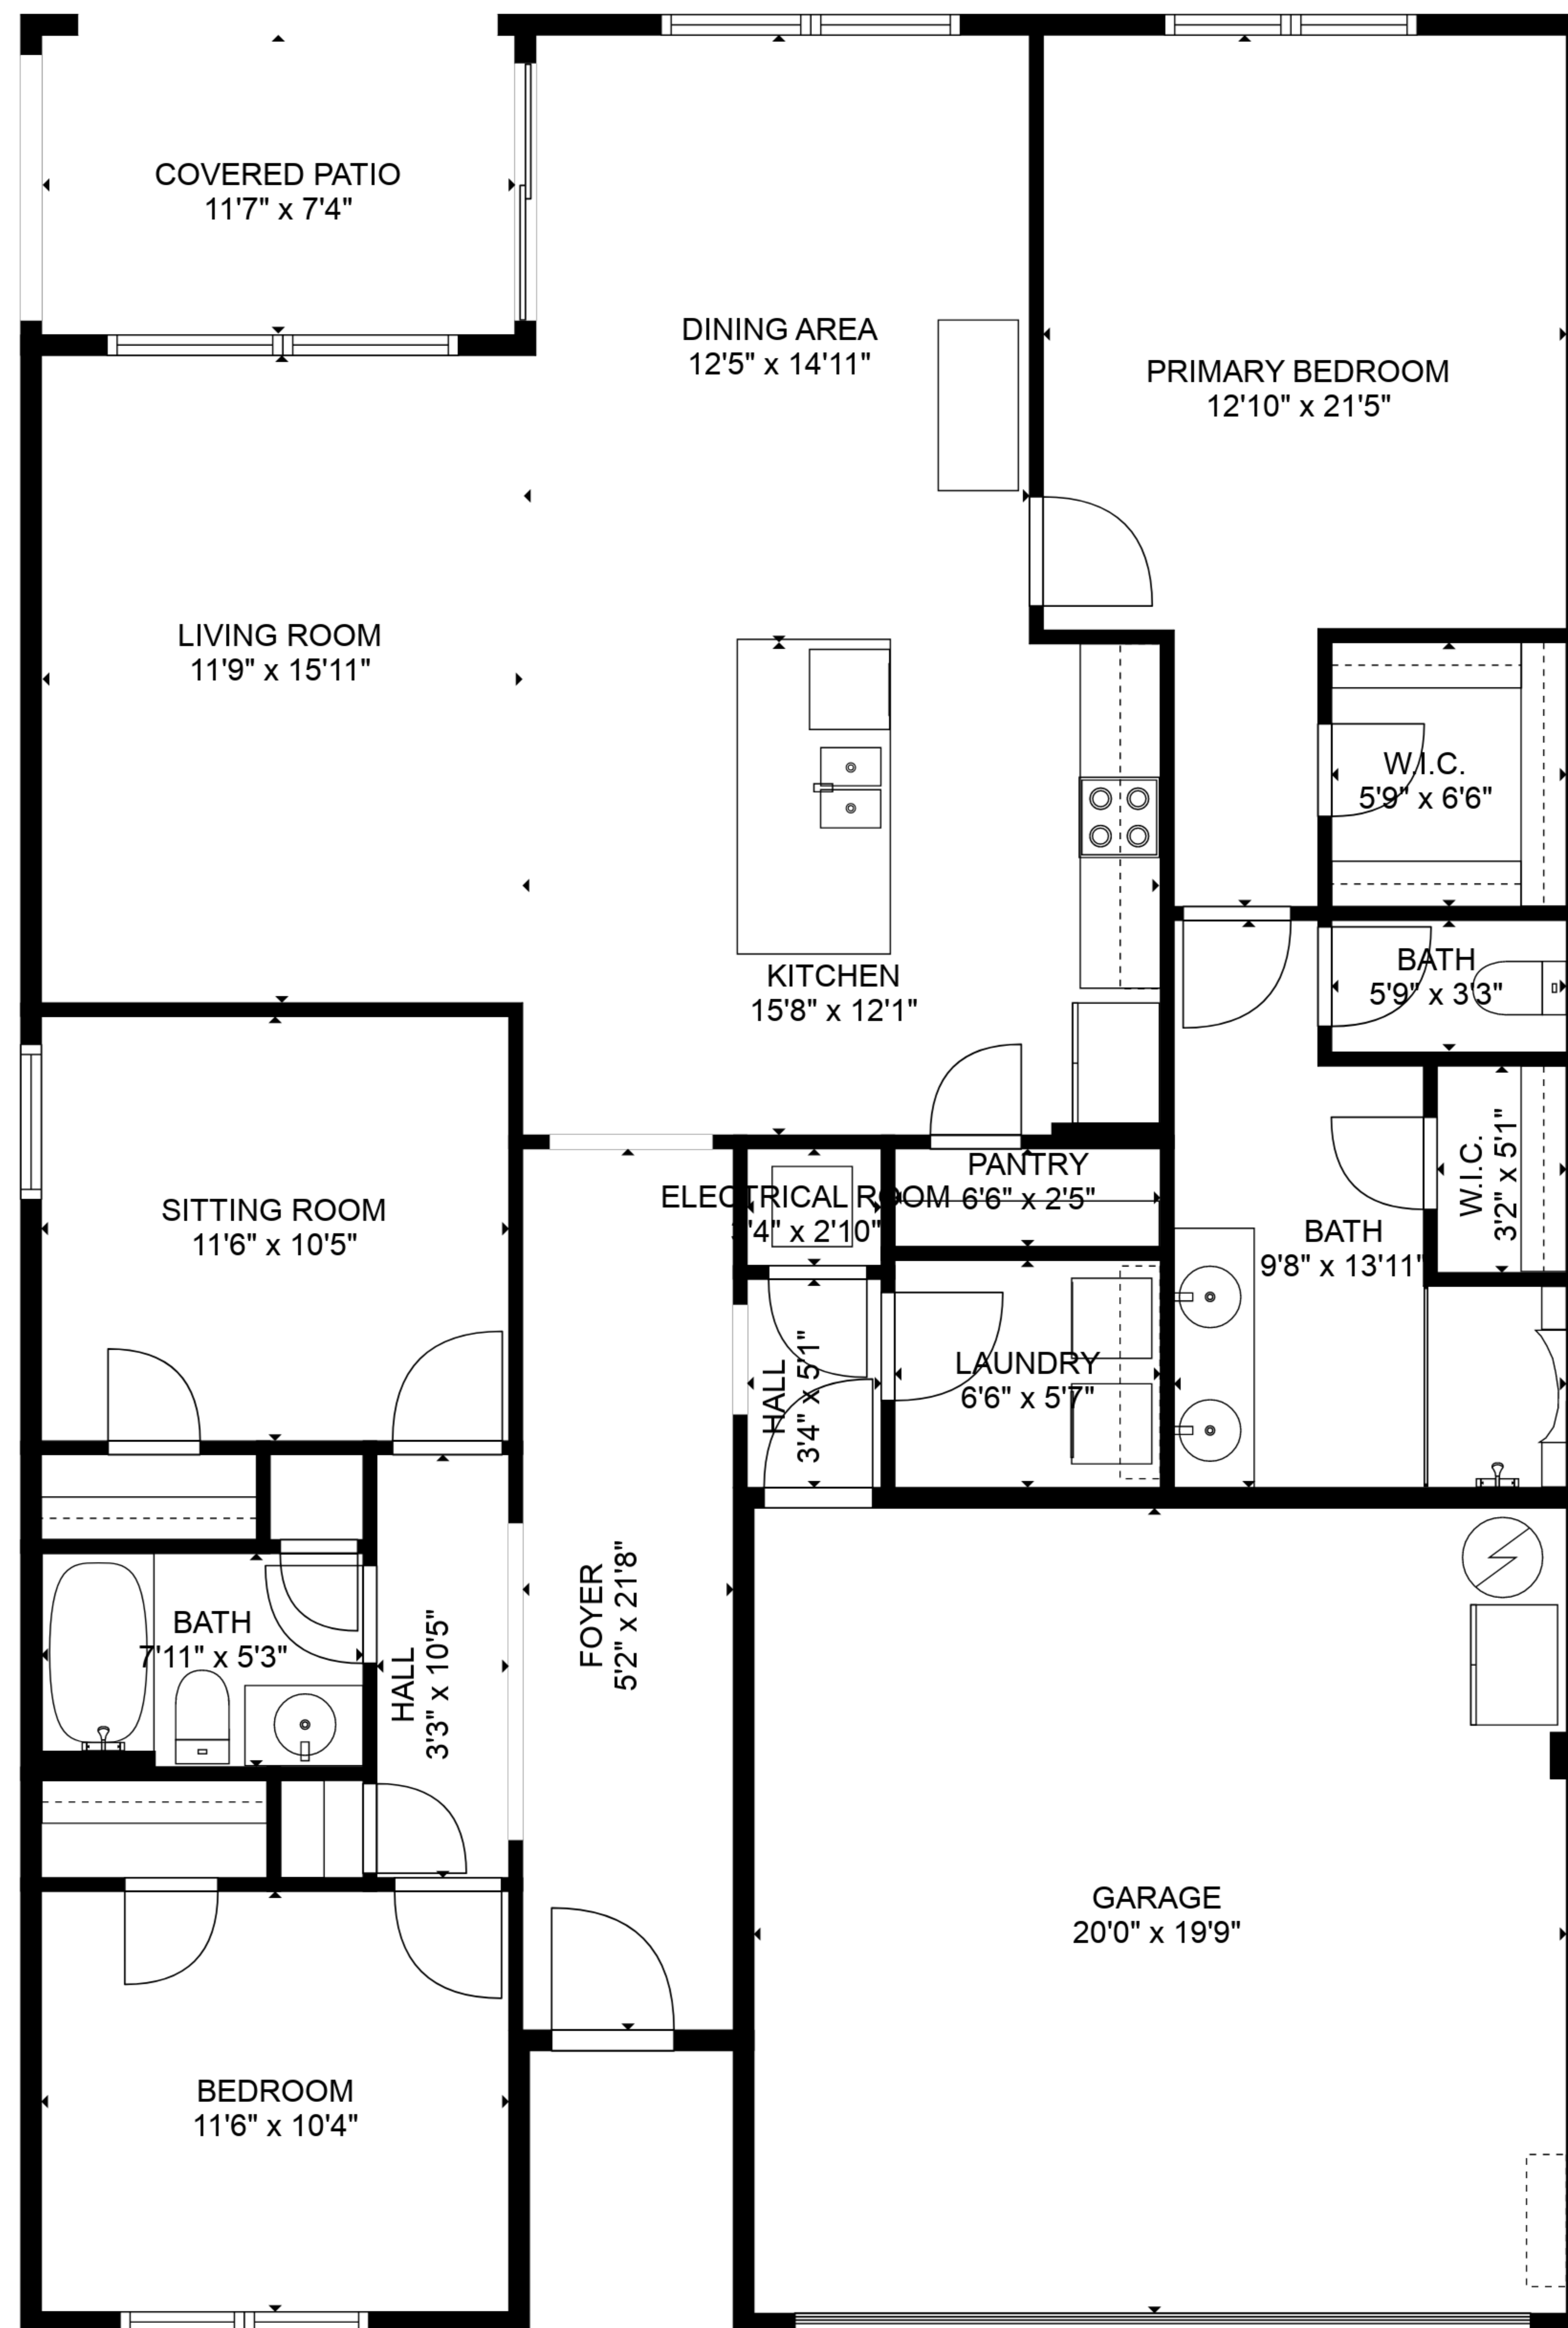 COVERED PATIO
11'7" x 7'4"
DINING AREA
12'5" x 14'11"
PRIMARY BEDROOM
12'10" x 21'5"
LIVING ROOM
11'9" x 15'11"
W.I.C.
5'9" x 6'6"
KITCHEN
15'8" x 12'1"
BATH
5'9" x 3'3"
W.I.C.
3'2" x 5'1"
PANTRY
6'6" x 2'5"
ELECTRICAL ROOM
3'4" x 2'10"
SITTING ROOM
11'6" x 10'5"
BATH
9'8" x 13'11"
HALL
3'4" x 5'1"
LAUNDRY
6'6" x 5'7"
FOYER
5'2" x 21'8"
BATH
7'11" x 5'3"
HALL
3'3" x 10'5"
GARAGE
20'0" x 19'9"
BEDROOM
11'6" x 10'4"